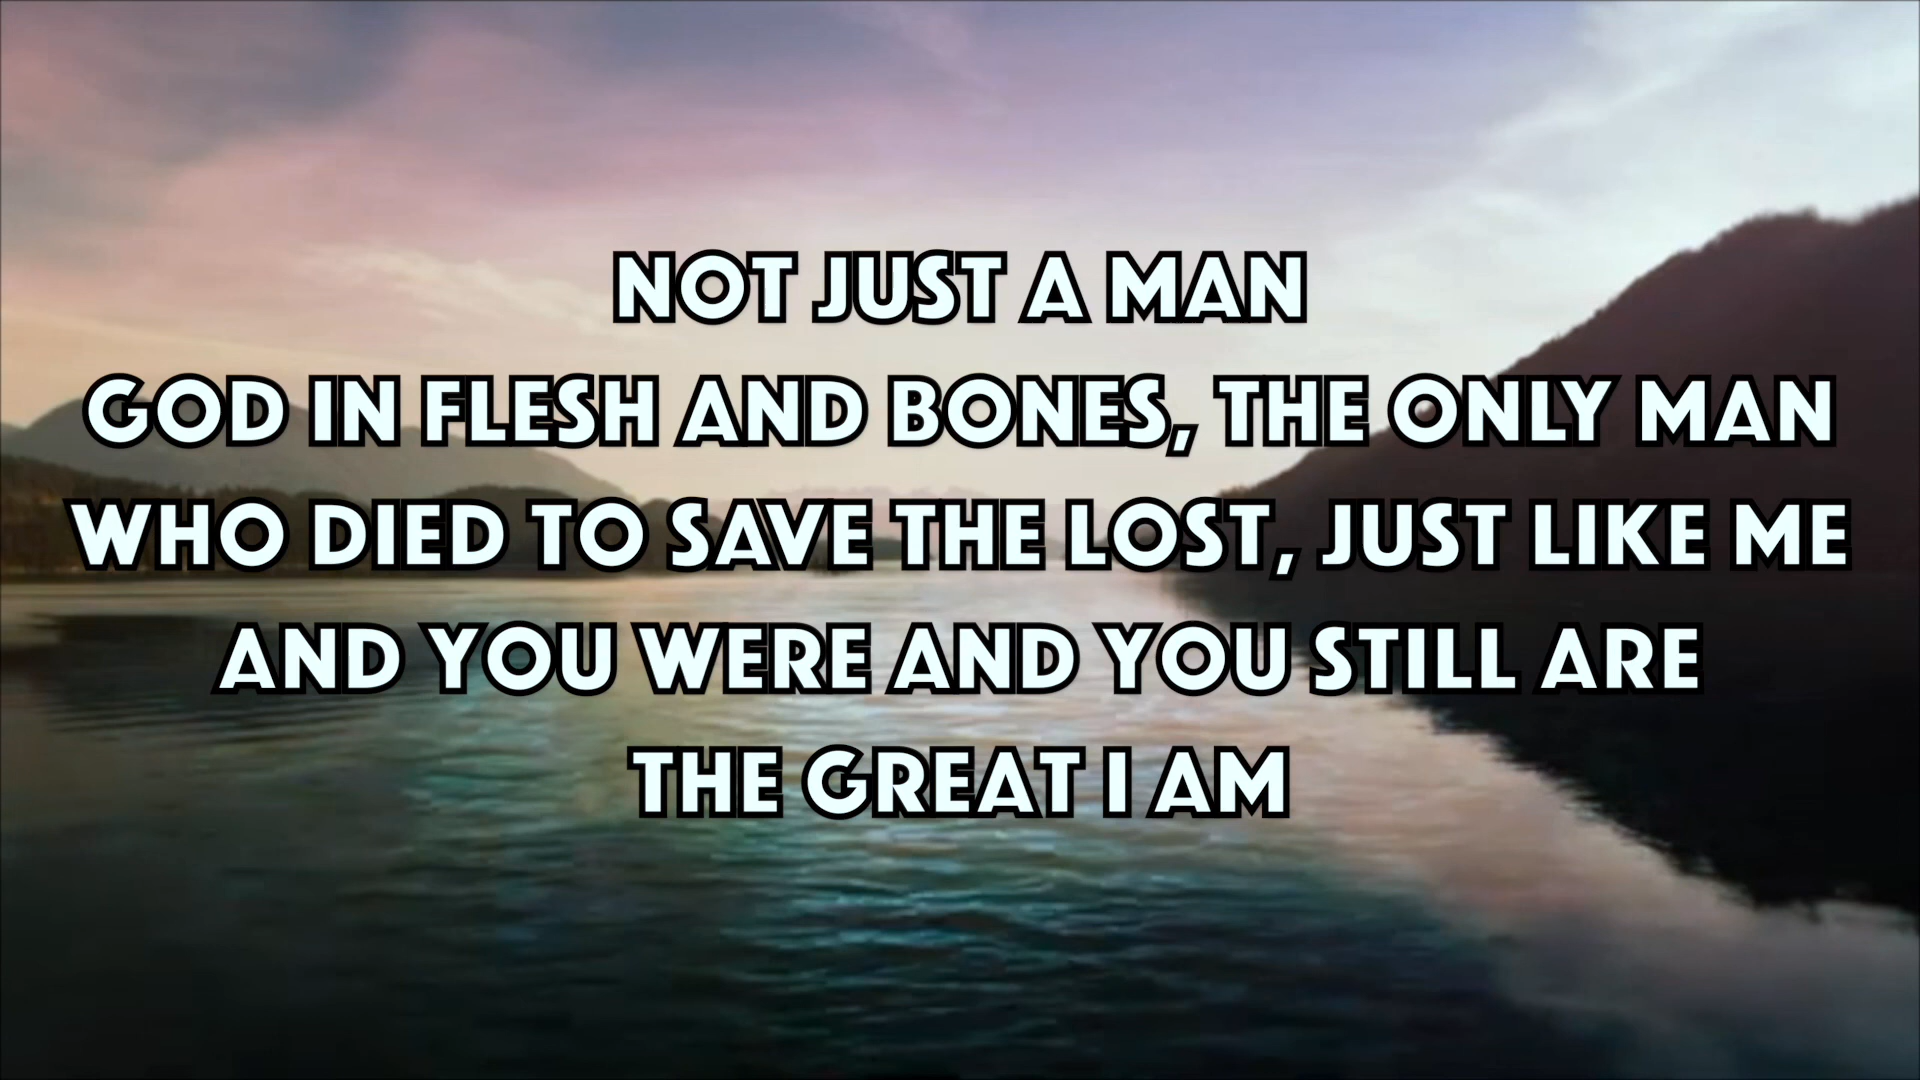 NOT JUST A MAN
GOD IN FLESH AND BONES, THE ONLY MAN
WHO DIED TO SAVE THE LOST, JUST LIKE ME
AND YOU WERE AND YOU STILL ARE
THE GREAT I AM